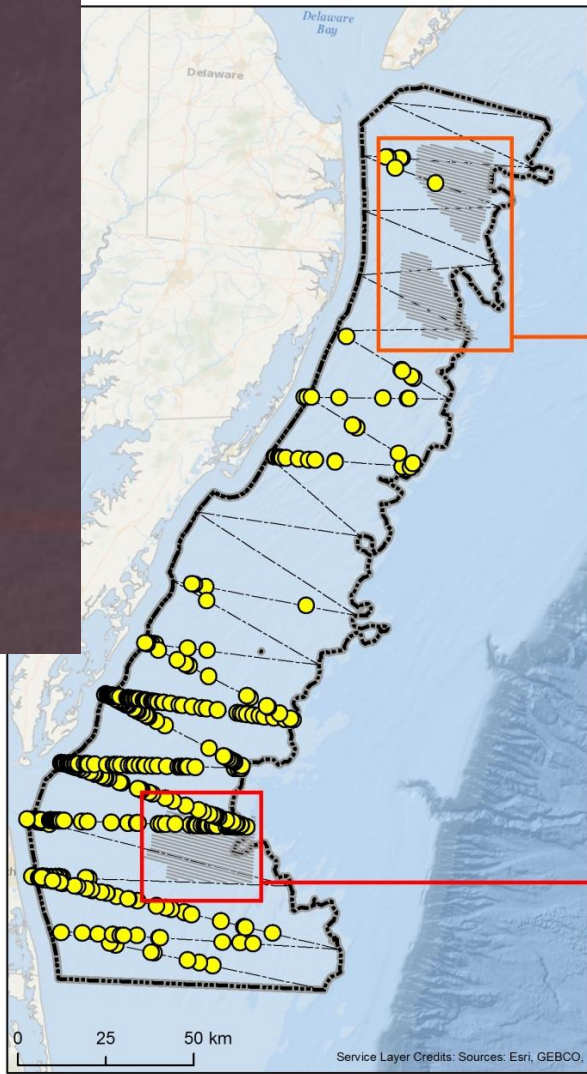 Delaware
Bay
Delaware
0 25 50 km
Service Layer Credits: Sources: Esri, GEBCO,